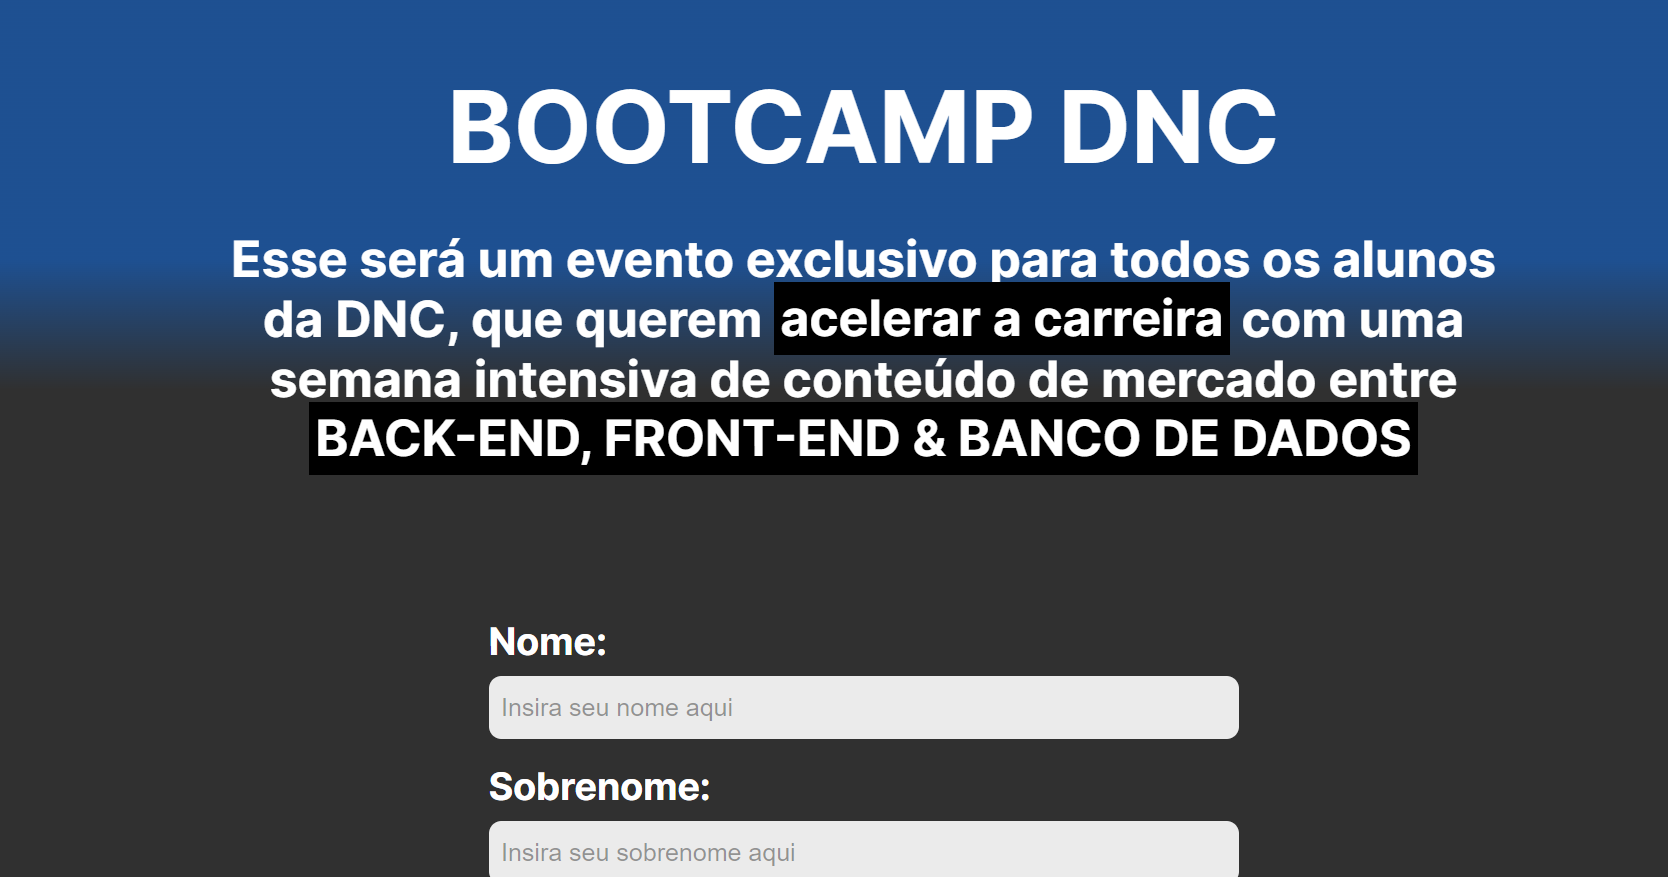 BOOTCAMP DNC
Esse será um evento exclusivo para todos os alunos
da DNC, que querem acelerar a carreira com uma
semana intensiva de conteúdo de mercado entre
BACK-END, FRONT-END & BANCO DE DADOS
Nome:
Insira seu nome aqui
Sobrenome:
Insira seu sobrenome aqui